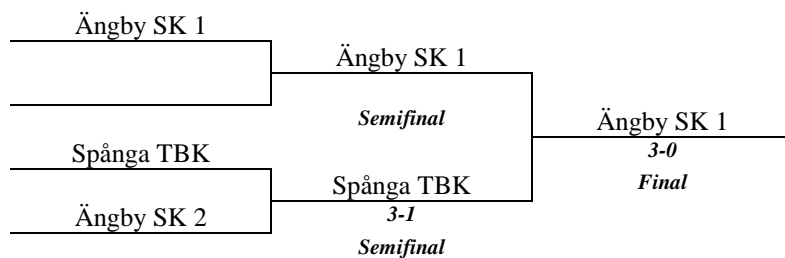 Ängby SK 1
Ängby SK 1
Semifinal
Ängby SK 1
3-0
Final
Spånga TBK
Spånga TBK
3-1
Semifinal
Ängby SK 2